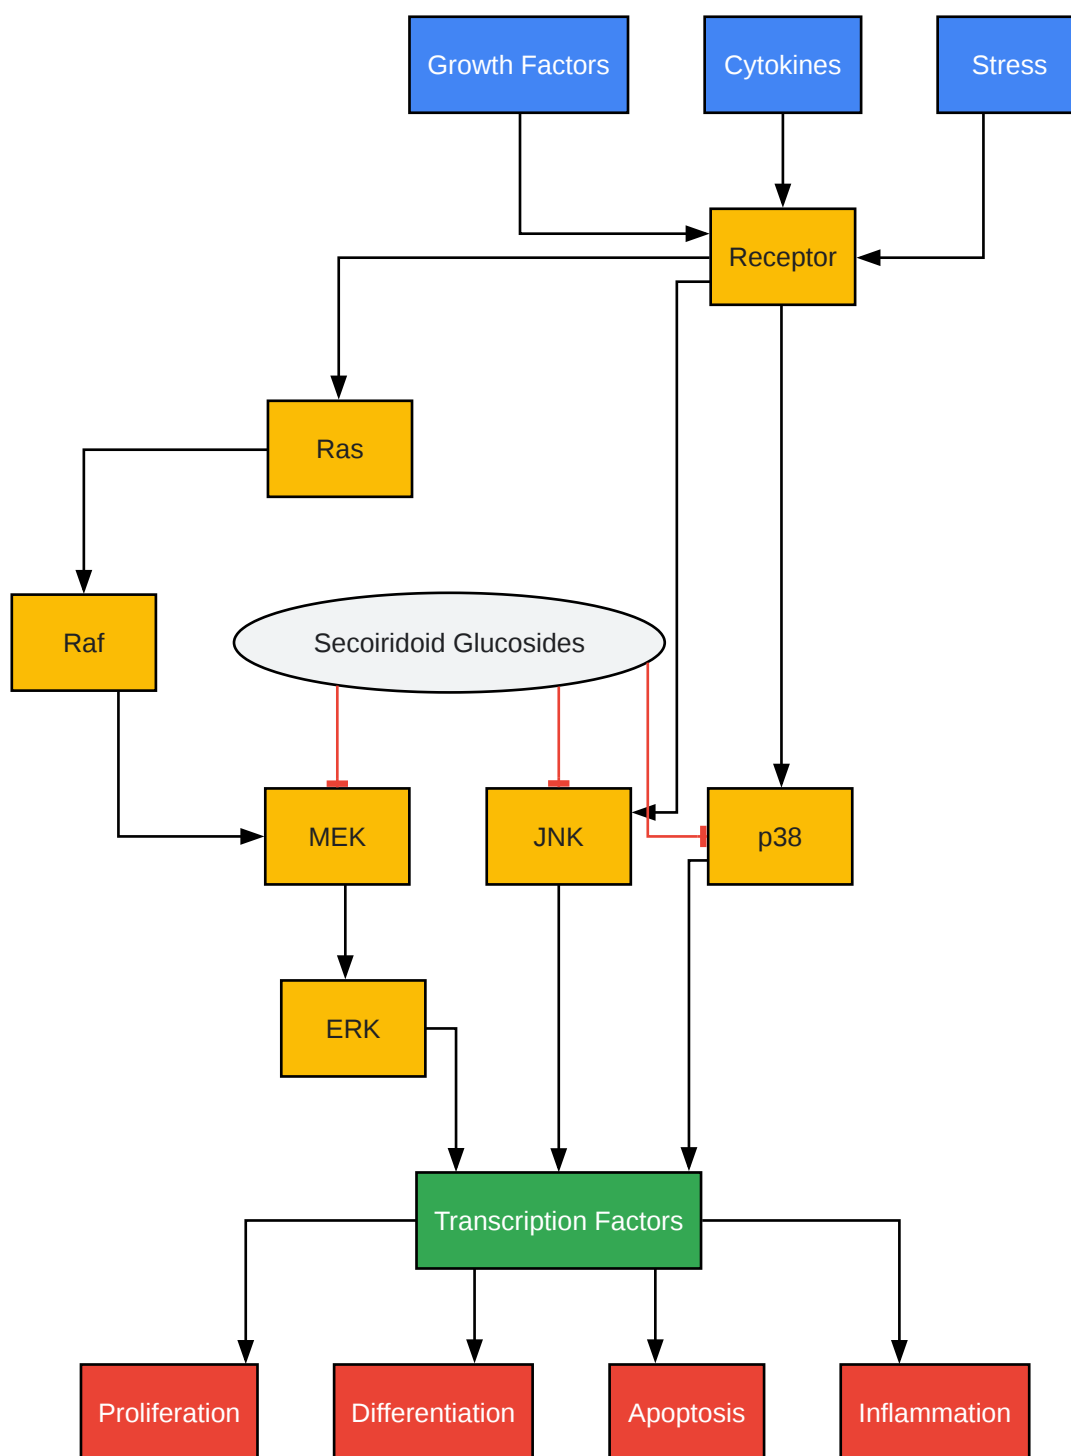 Growth Factors
Cytokines
Stress
Receptor
Ras
Raf
Secoiridoid Glucosides
MEK
JNK
p38
ERK
Transcription Factors
Proliferation
Differentiation
Apoptosis
Inflammation